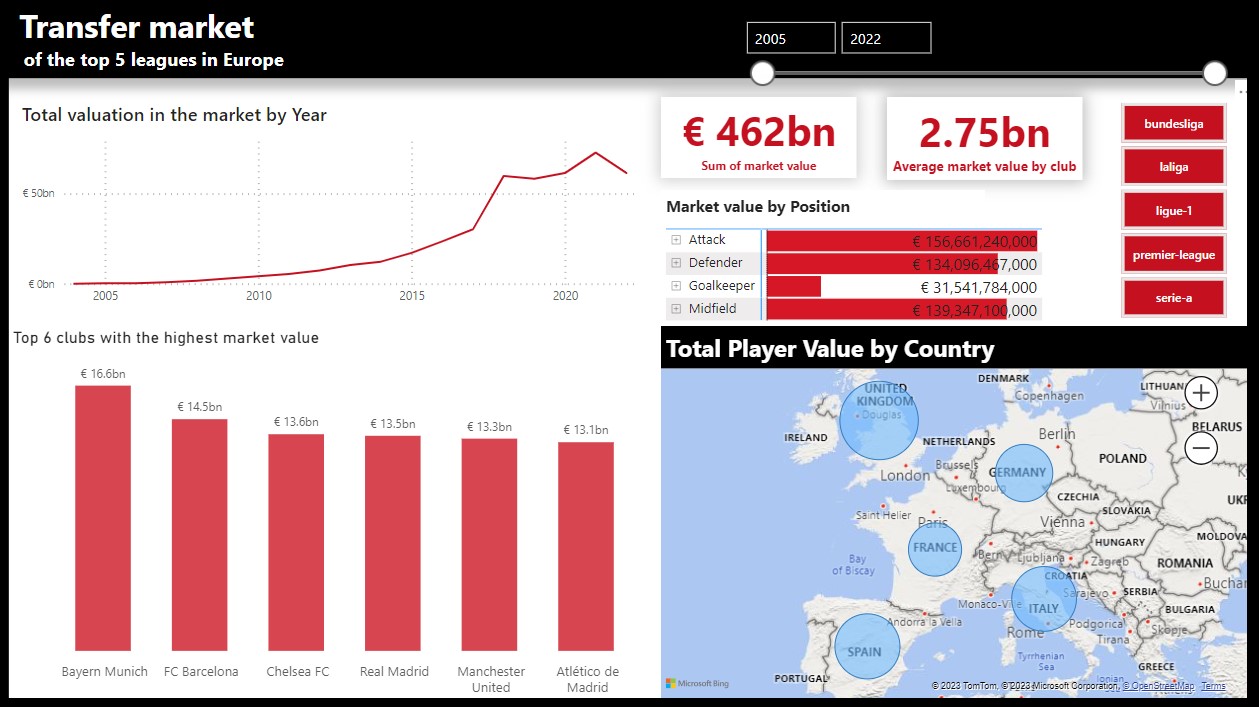 Transfer market
of the top 5 leagues in Europe
2005
2022
Total valuation in the market by Year
€ 50bn
€ 0bn
2005
2010
2015
2020
€ 462bn
Sum of market value
2.75bn
Average market value by club
bundesliga
laliga
ligue-1
premier-league
serie-a
Market value by Position
Attack € 156,661,240,000
Defender € 134,096,467,000
Goalkeeper € 31,541,784,000
Midfield € 139,347,100,000
Top 6 clubs with the highest market value
€ 16.6bn
€ 14.5bn
€ 13.6bn
€ 13.5bn
€ 13.3bn
€ 13.1bn
Bayern Munich
FC Barcelona
Chelsea FC
Real Madrid
Manchester
United
Atlético de
Madrid
Total Player Value by Country
DENMARK
Copenhagen
LITHUAN
Vilnius
UNITED
KINGDOM
Douglas
BELARUS
IRELAND
NETHERLANDS
Berlin
POLAND
London
Brussels
GERMANY
Luxembourg
CZECHIA
UKR
Saint Helier
Paris
SLOVAKIA
Vienna
FRANCE
Bern
HUNGARY
MOLDOVA
Bay
of Biscay
Ljubljana
Zagreb
ROMANIA
CROATIA
Buchar
Monaco-Ville
Sarajevo
SERBIA
ITALY
BULGARIA
Andorra la Vella
Rome
Podgorica
Skopje
Tirana
SPAIN
Tyrrhenian
Sea
GREECE
PORTUGAL
Ionian
Microsoft Bing
© 2023 TomTom, © 2023 Microsoft Corporation, © OpenStreetMap Terms